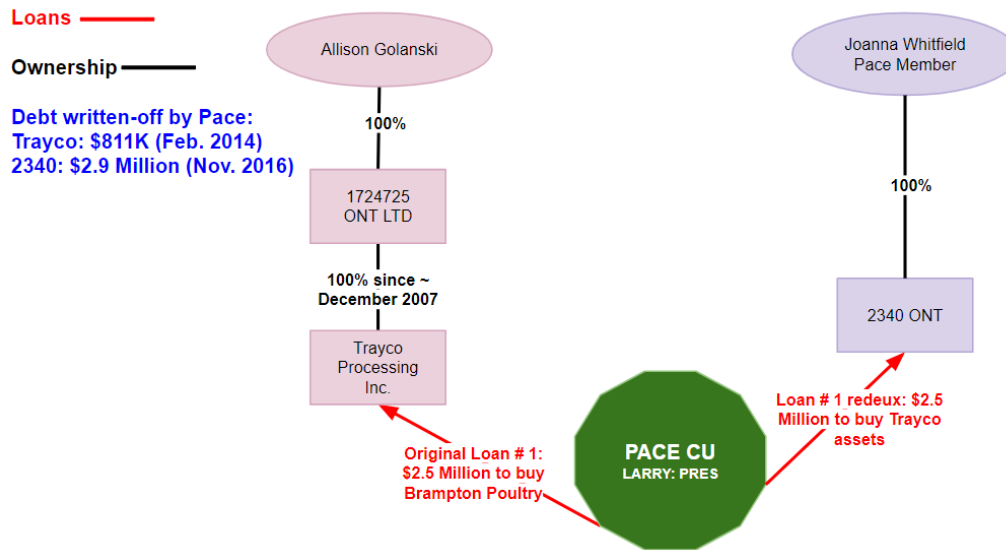 Loans
Ownership
Debt written-off by Pace:
Trayco: $811K (Feb. 2014)
2340: $2.9 Million (Nov. 2016)
Allison Golanski
100%
1724725
ONT LTD
100% since ~
December 2007
Trayco
Processing
Inc.
Original Loan # 1:
$2.5 Million to buy
Brampton Poultry
PACE CU
LARRY: PRES
Joanna Whitfield
Pace Member
100%
2340 ONT
Loan # 1 redeux: $2.5
Million to buy Trayco
assets